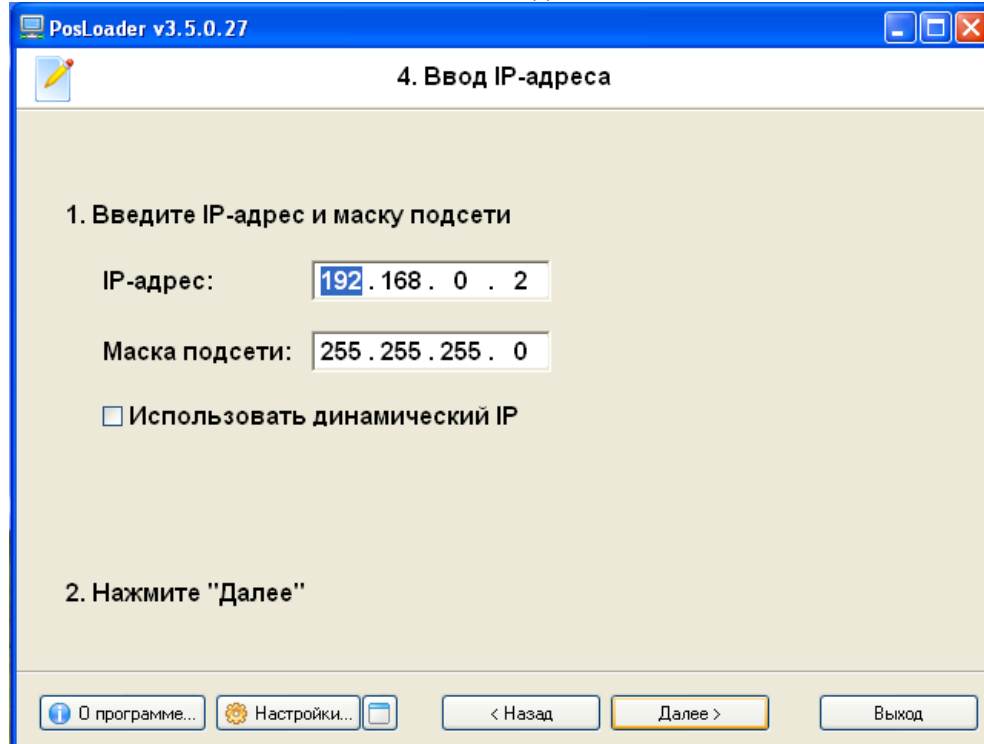 PosLoader v3.5.0.27
4. Ввод IP-адреса
1. Введите IP-адрес и маску подсети
IP-адрес: 192 . 168 . 0 . 2
Маска подсети: 255 . 255 . 255 . 0
Использовать динамический IP
2. Нажмите "Далее"
О программе... Настройки... < Назад Далее > Выход